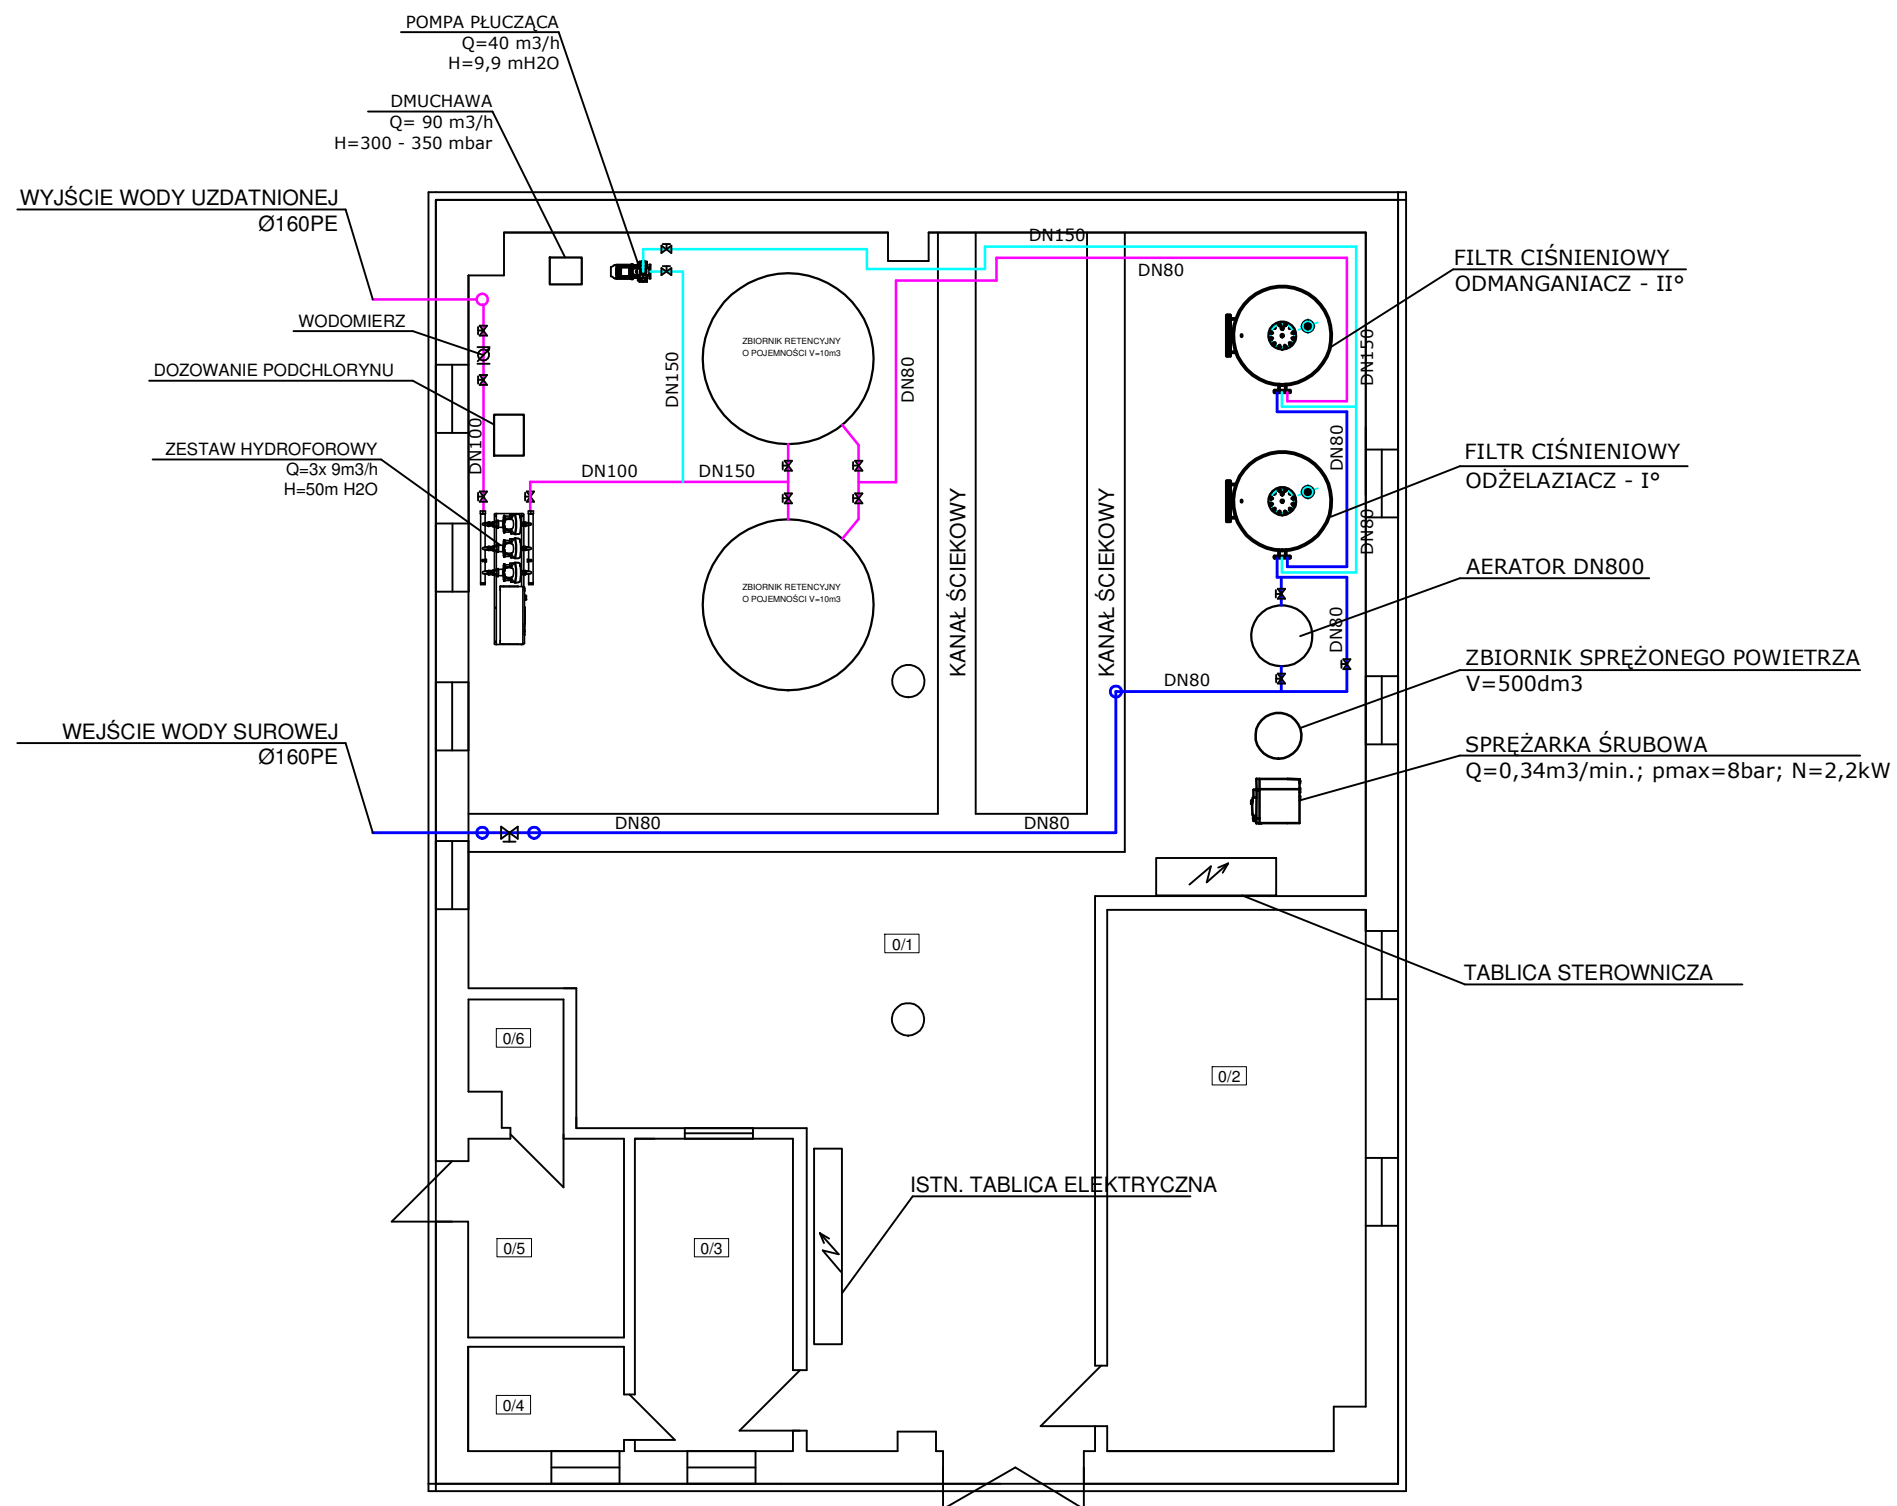 POMPA PŁUCZĄCA
Q=40 m3/h
H=9,9 mH2O
DMUCHAWA
Q= 90 m3/h
H=300 - 350 mbar
WYJŚCIE WODY UZDATNIONEJ
Ø160PE
WODOMIERZ
DOZOWANIE PODCHLORYNU
ZESTAW HYDROFOROWY
Q=3x 9m3/h
H=50m H2O
WEJŚCIE WODY SUROWEJ
Ø160PE
DN100
DN100
DN150
DN150
ZBIORNIK RETENCYJNY
O POJEMNOŚCI V=10m3
ZBIORNIK RETENCYJNY
O POJEMNOŚCI V=10m3
DN80
KANAŁ ŚCIEKOWY
KANAŁ ŚCIEKOWY
DN150
DN80
DN150
DN80
DN80
DN80
DN80
DN80
DN80
FILTR CIŚNIENIOWY
ODMANGANIACZ - II°
FILTR CIŚNIENIOWY
ODŻELAZIACZ - I°
AERATOR DN800
ZBIORNIK SPRĘŻONEGO POWIETRZA
V=500dm3
SPRĘŻARKA ŚRUBOWA
Q=0,34m3/min.; pmax=8bar; N=2,2kW
TABLICA STEROWNICZA
0/1
0/6
0/2
ISTN. TABLICA ELEKTRYCZNA
0/5
0/3
0/4